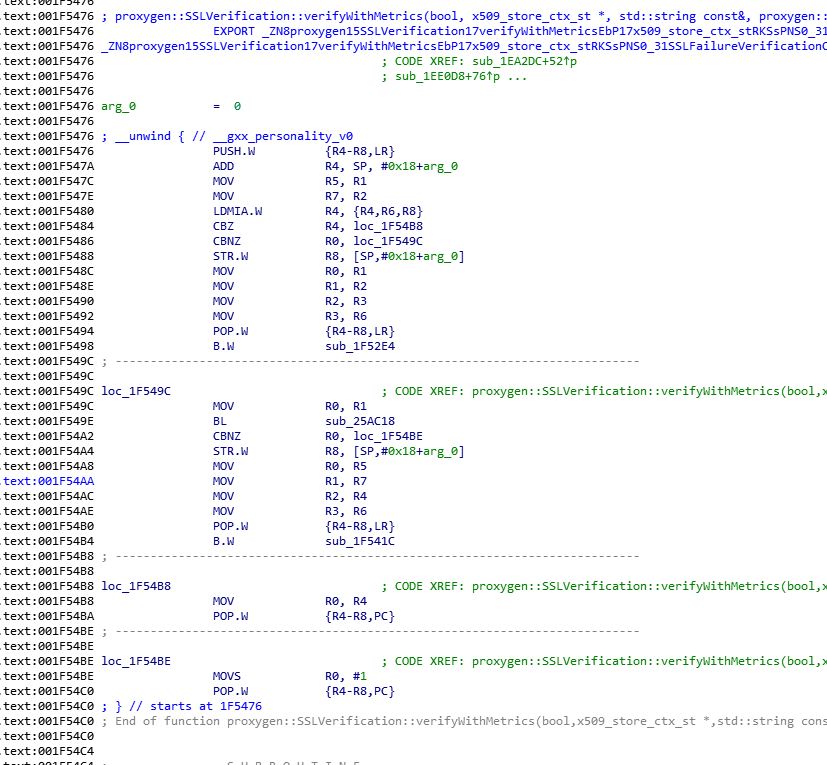 .text:001F5476
.text:001F5476 ; proxygen::SSLVerification::verifyWithMetrics(bool, x509_store_ctx_st *, std::string const&, proxygen::
.text:001F5476 EXPORT _ZN8proxygen15SSLVerification17verifyWithMetricsEbP17x509_store_ctx_stRKSsPNS0_31
.text:001F5476 _ZN8proxygen15SSLVerification17verifyWithMetricsEbP17x509_store_ctx_stRKSsPNS0_31SSLFailureVerificationC
.text:001F5476 ; CODE XREF: sub_1EA2DC+52↑p
.text:001F5476 ; sub_1EE0D8+76↑p ...
.text:001F5476
.text:001F5476 arg_0 = 0
.text:001F5476
.text:001F5476 ; __unwind { // __gxx_personality_v0
.text:001F5476 PUSH.W {R4-R8,LR}
.text:001F547A ADD R4, SP, #0x18+arg_0
.text:001F547C MOV R5, R1
.text:001F547E MOV R7, R2
.text:001F5480 LDMIA.W R4, {R4,R6,R8}
.text:001F5484 CBZ R4, loc_1F54B8
.text:001F5486 CBNZ R0, loc_1F549C
.text:001F5488 STR.W R8, [SP,#0x18+arg_0]
.text:001F548C MOV R0, R1
.text:001F548E MOV R1, R2
.text:001F5490 MOV R2, R3
.text:001F5492 MOV R3, R6
.text:001F5494 POP.W {R4-R8,LR}
.text:001F5498 B.W sub_1F52E4
.text:001F549C ; ---------------------------------------------------------------------------
.text:001F549C
.text:001F549C loc_1F549C ; CODE XREF: proxygen::SSLVerification::verifyWithMetrics(bool,x
.text:001F549C MOV R0, R1
.text:001F549E BL sub_25AC18
.text:001F54A2 CBNZ R0, loc_1F54BE
.text:001F54A4 STR.W R8, [SP,#0x18+arg_0]
.text:001F54A8 MOV R0, R5
.text:001F54AA MOV R1, R7
.text:001F54AC MOV R2, R4
.text:001F54AE MOV R3, R6
.text:001F54B0 POP.W {R4-R8,LR}
.text:001F54B4 B.W sub_1F541C
.text:001F54B8 ; ---------------------------------------------------------------------------
.text:001F54B8
.text:001F54B8 loc_1F54B8 ; CODE XREF: proxygen::SSLVerification::verifyWithMetrics(bool,x
.text:001F54B8 MOV R0, R4
.text:001F54BA POP.W {R4-R8,PC}
.text:001F54BE ; ---------------------------------------------------------------------------
.text:001F54BE
.text:001F54BE loc_1F54BE ; CODE XREF: proxygen::SSLVerification::verifyWithMetrics(bool,x
.text:001F54BE MOVS R0, #1
.text:001F54C0 POP.W {R4-R8,PC}
.text:001F54C0 ; } // starts at 1F5476
.text:001F54C0 ; End of function proxygen::SSLVerification::verifyWithMetrics(bool,x509_store_ctx_st *,std::string cons
.text:001F54C0
.text:001F54C4
.text:001F54C4 ; =============== S U B R O U T I N E